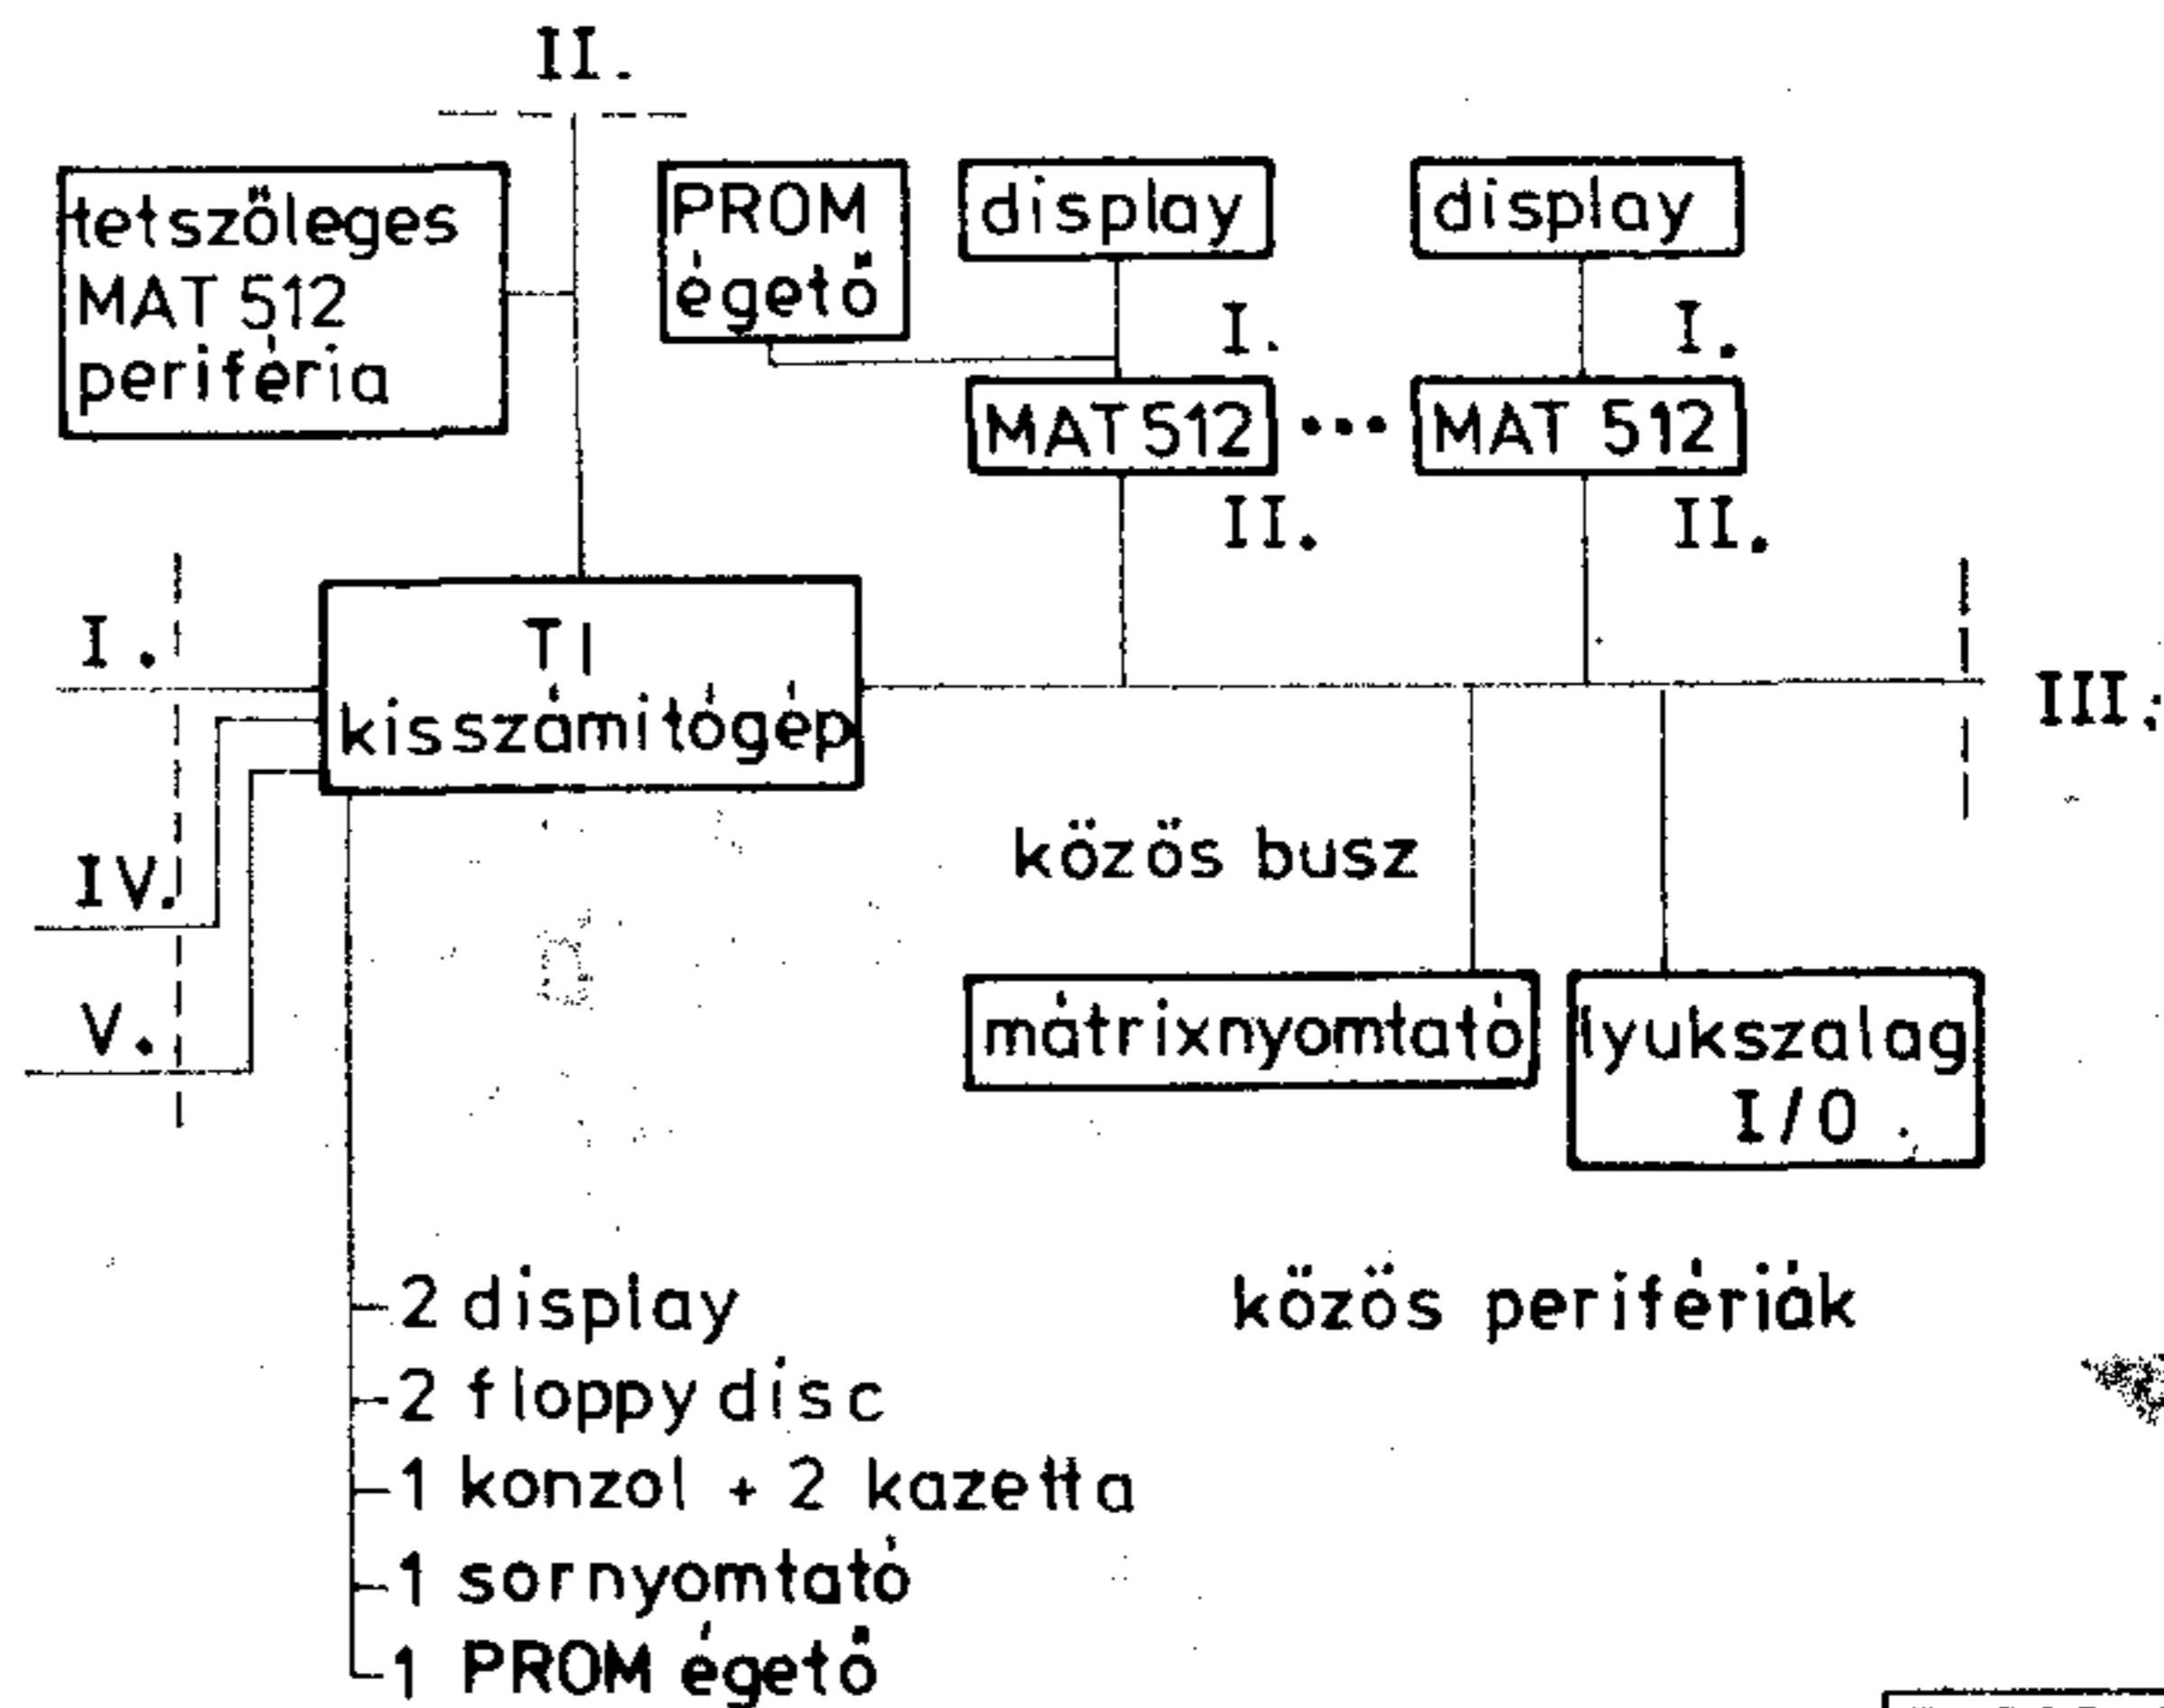 II.
tetszőleges
MAT 512
periféria
PROM
égető
display
display
I.
I.
MAT 512
•••
MAT 512
II.
II.
I.
TI
kisszámitógép
III.
IV.
közös busz
V.
mátrixnyomtató
lyukszalag
I/O
2 display
közös perifériák
2 floppy disc
1 konzol + 2 kazetta
1 sornyomtató
1 PROM égető